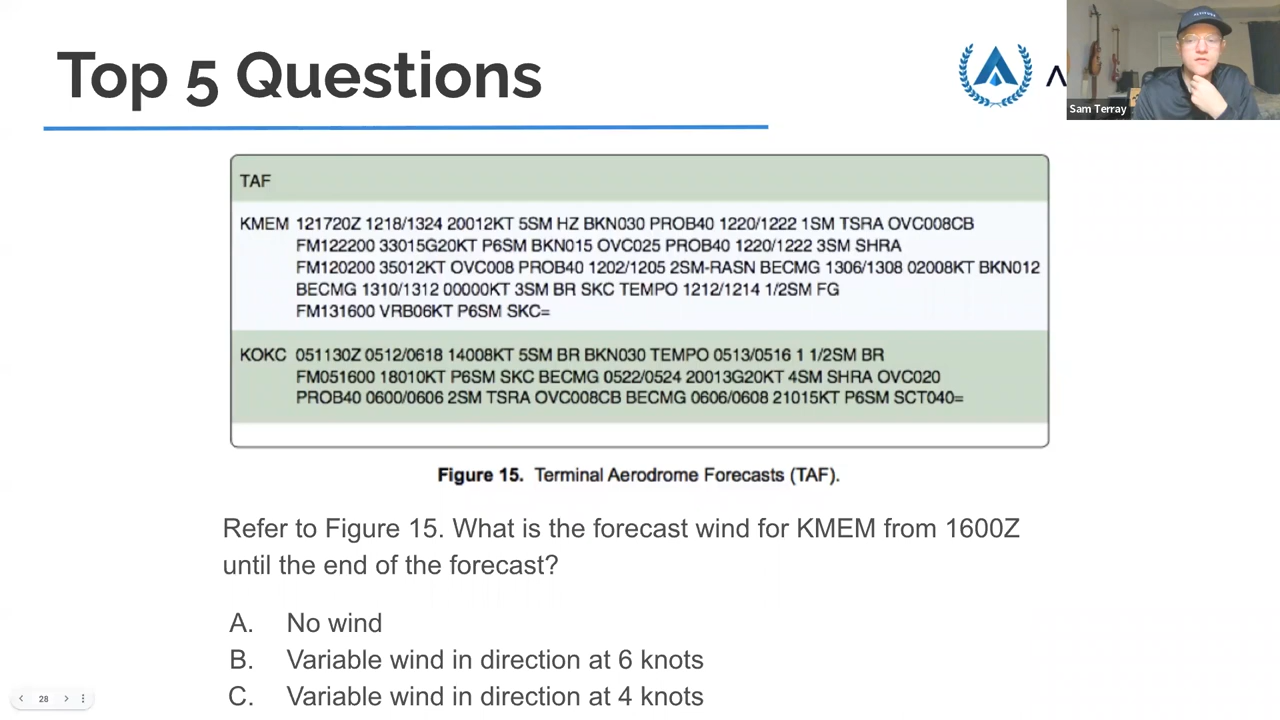 Top 5 Questions
Sam Terray
TAF
KMEM 121720Z 1218/1324 20012KT 5SM HZ BKN030 PROB40 1220/1222 1SM TSRA OVC008CB
FM122200 33015G20KT P6SM BKN015 OVC025 PROB40 1220/1222 3SM SHRA
FM120200 35012KT OVC008 PROB40 1202/1205 2SM-RASN BECMG 1306/1308 02008KT BKN012
BECMG 1310/1312 00000KT 3SM BR SKC TEMPO 1212/1214 1/2SM FG
FM131600 VRB06KT P6SM SKC=
KOKC 051130Z 0512/0618 14008KT 5SM BR BKN030 TEMPO 0513/0516 1 1/2SM BR
FM051600 18010KT P6SM SKC BECMG 0522/0524 20013G20KT 4SM SHRA OVC020
PROB40 0600/0606 2SM TSRA OVC008CB BECMG 0606/0608 21015KT P6SM SCT040=
Figure 15. Terminal Aerodrome Forecasts (TAF).
Refer to Figure 15. What is the forecast wind for KMEM from 1600Z
until the end of the forecast?
A. No wind
B. Variable wind in direction at 6 knots
C. Variable wind in direction at 4 knots
28